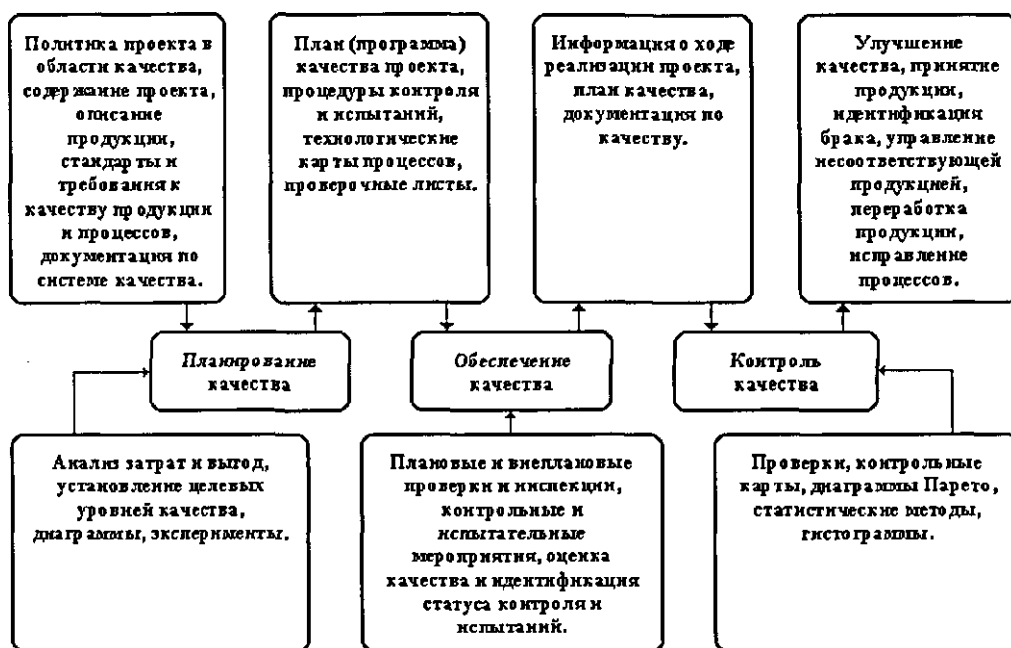 Политика проекта в
области качества,
содержание проекта,
описание
продукции,
стандарты и
требования к
качеству продукции
и процессов,
документация по
системе качества.
План (программа)
качества проекта,
процедуры контроля
и испытаний,
технологические
карты процессов,
проверочные листы.
Информация о ходе
реализации проекта,
план качества,
документация по
качеству.
Улучшение
качества, принятие
продукции,
идентификация
брака, управление
несоответствующей
продукцией,
переработка
продукции,
исправление
процессов.
Планирование
качества
Обеспечение
качества
Контроль
качества
Анализ затрат и выгод,
установление целевых
уровней качества,
диаграммы, эксперименты.
Плановые и внеплановые
проверки и инспекции,
контрольные и
испытательные
мероприятия, оценка
качества и идентификация
статуса контроля и
испытаний.
Проверки, контрольные
карты, диаграммы Парето,
статистические методы,
гистограммы.